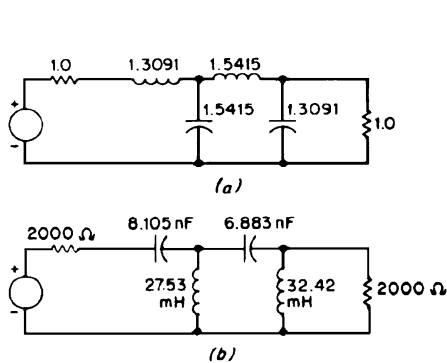 1.0
1.3091
1.5415
+
-
1.5415
1.3091
1.0
(a)
8.105 nF
6.883 nF
2000 Ω
+
-
27.53
mH
32.42
mH
2000 Ω
(b)